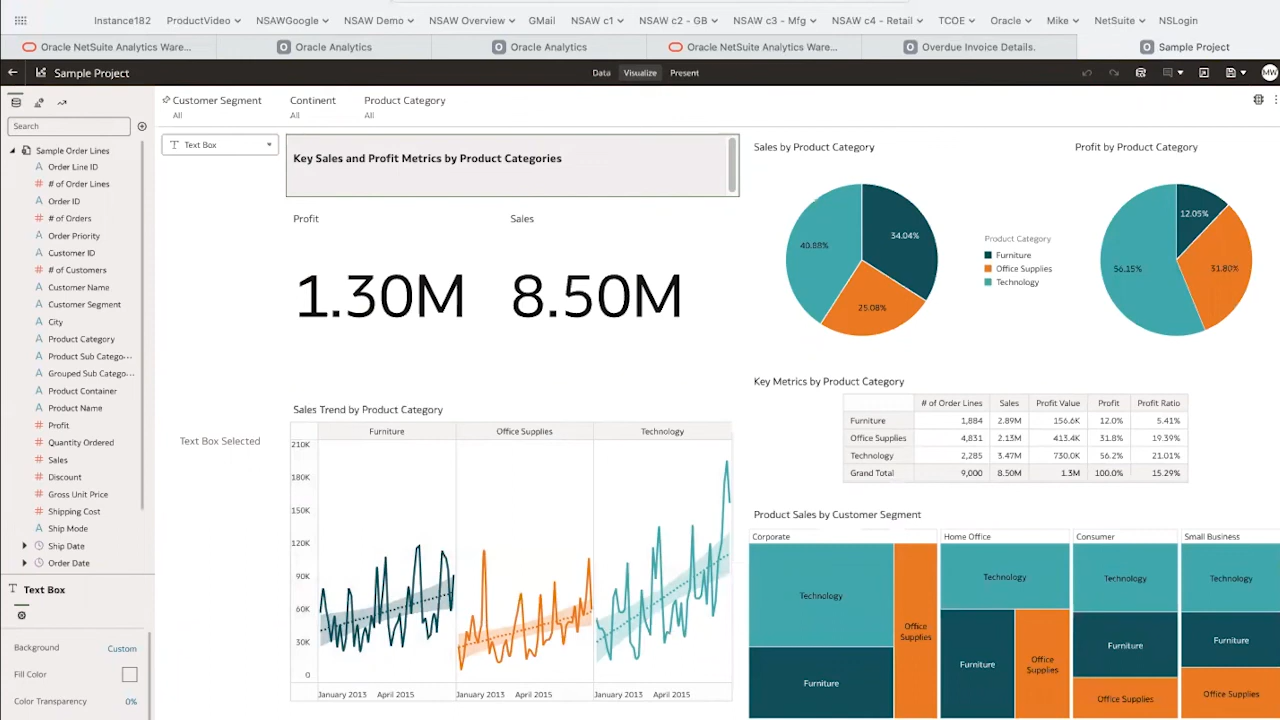 Instance182 ProductVideo NSAWGoogle NSAW Demo NSAW Overview GMail NSAW c1 NSAW c2 - GB NSAW c3 - Mfg NSAW c4 - Retail TCOE Oracle Mike NetSuite NSLogin
Oracle NetSuite Analytics Ware... Oracle Analytics Oracle Analytics Oracle NetSuite Analytics Ware... Overdue Invoice Details. Sample Project
Sample Project Data Visualize Present MW
Customer Segment Continent Product Category
All All All
Search
Sample Order Lines
Order Line ID
# of Order Lines
Order ID
# of Orders
Order Priority
Customer ID
# of Customers
Customer Name
Customer Segment
City
Product Category
Product Sub Catego...
Grouped Sub Catego...
Product Container
Product Name
Profit
Quantity Ordered
Sales
Discount
Gross Unit Price
Shipping Cost
Ship Mode
Ship Date
Order Date
Text Box
Background Custom
Fill Color
Color Transparency 0%
Text Box
Text Box Selected
Key Sales and Profit Metrics by Product Categories
Profit Sales
1.30M 8.50M
Sales Trend by Product Category
Furniture Office Supplies Technology
210K
180K
150K
120K
90K
60K
30K
0
January 2013 April 2015 January 2013 April 2015 January 2013 April 2015
Sales by Product Category
40.88% 34.04% 25.08%
Product Category
Furniture
Office Supplies
Technology
Profit by Product Category
12.05% 56.15% 31.80%
Key Metrics by Product Category
# of Order Lines Sales Profit Value Profit Profit Ratio
Furniture 1,884 2.89M 156.6K 12.0% 5.41%
Office Supplies 4,831 2.13M 413.4K 31.8% 19.39%
Technology 2,285 3.47M 730.0K 56.2% 21.01%
Grand Total 9,000 8.50M 1.3M 100.0% 15.29%
Product Sales by Customer Segment
Corporate Home Office Consumer Small Business
Technology
Furniture
Office
Supplies
Technology
Furniture
Office
Supplies
Technology
Furniture
Office Supplies
Technology
Furniture
Office Supplies